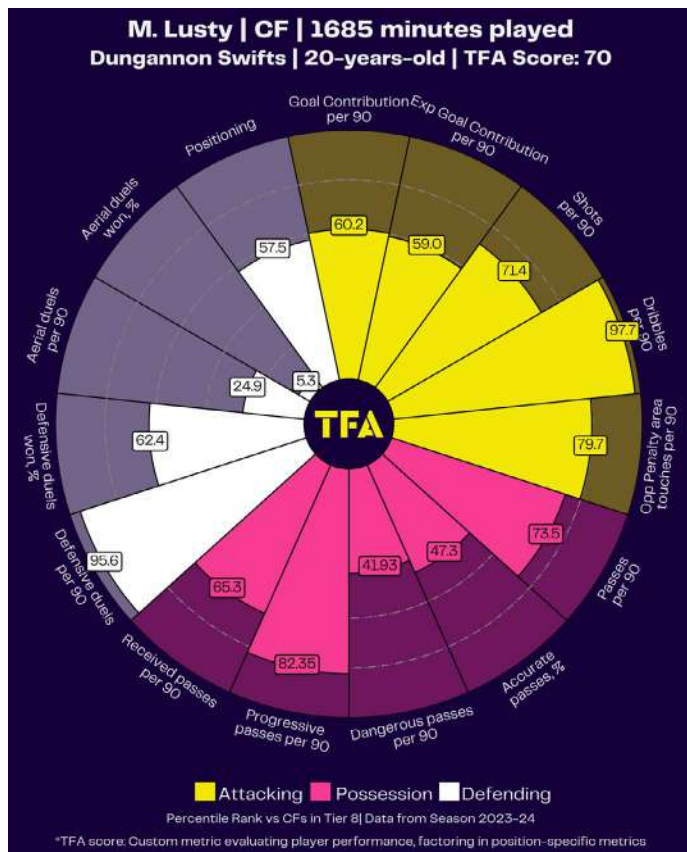 M. Lusty | CF | 1685 minutes played
Dungannon Swifts | 20-years-old | TFA Score: 70
Goal Contribution
per 90
Exp Goal Contribution
per 90
Shots
per 90
Dribbles
per 90
Opp Penalty area
touches per 90
Passes
per 90
Accurate
passes, %
Dangerous passes
per 90
Progressive
passes per 90
Received passes
per 90
Defensive duels
per 90
Defensive duels
won, %
Aerial duels
per 90
Aerial duels
won, %
Positioning
60.2
59.0
71.4
97.7
79.7
73.5
47.3
41.93
82.35
65.3
95.6
62.4
24.9
5.3
57.5
TFA
Attacking Possession Defending
Percentile Rank vs CFs in Tier 8| Data from Season 2023-24
*TFA score: Custom metric evaluating player performance, factoring in position-specific metrics